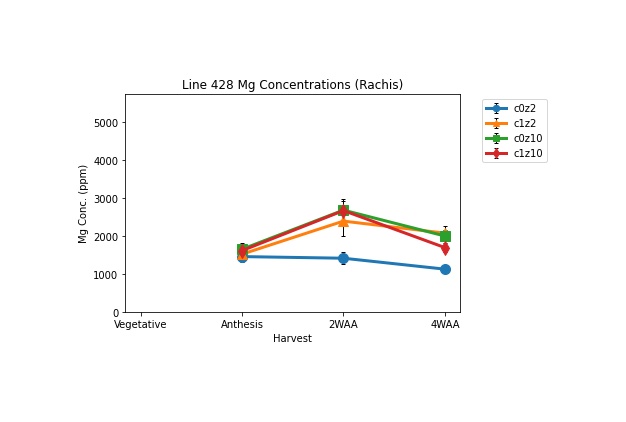 Line 428 Mg Concentrations (Rachis)
c0z2
c1z2
c0z10
c1z10
5000
4000
3000
2000
1000
0
Mg Conc. (ppm)
Vegetative Anthesis 2WAA 4WAA
Harvest